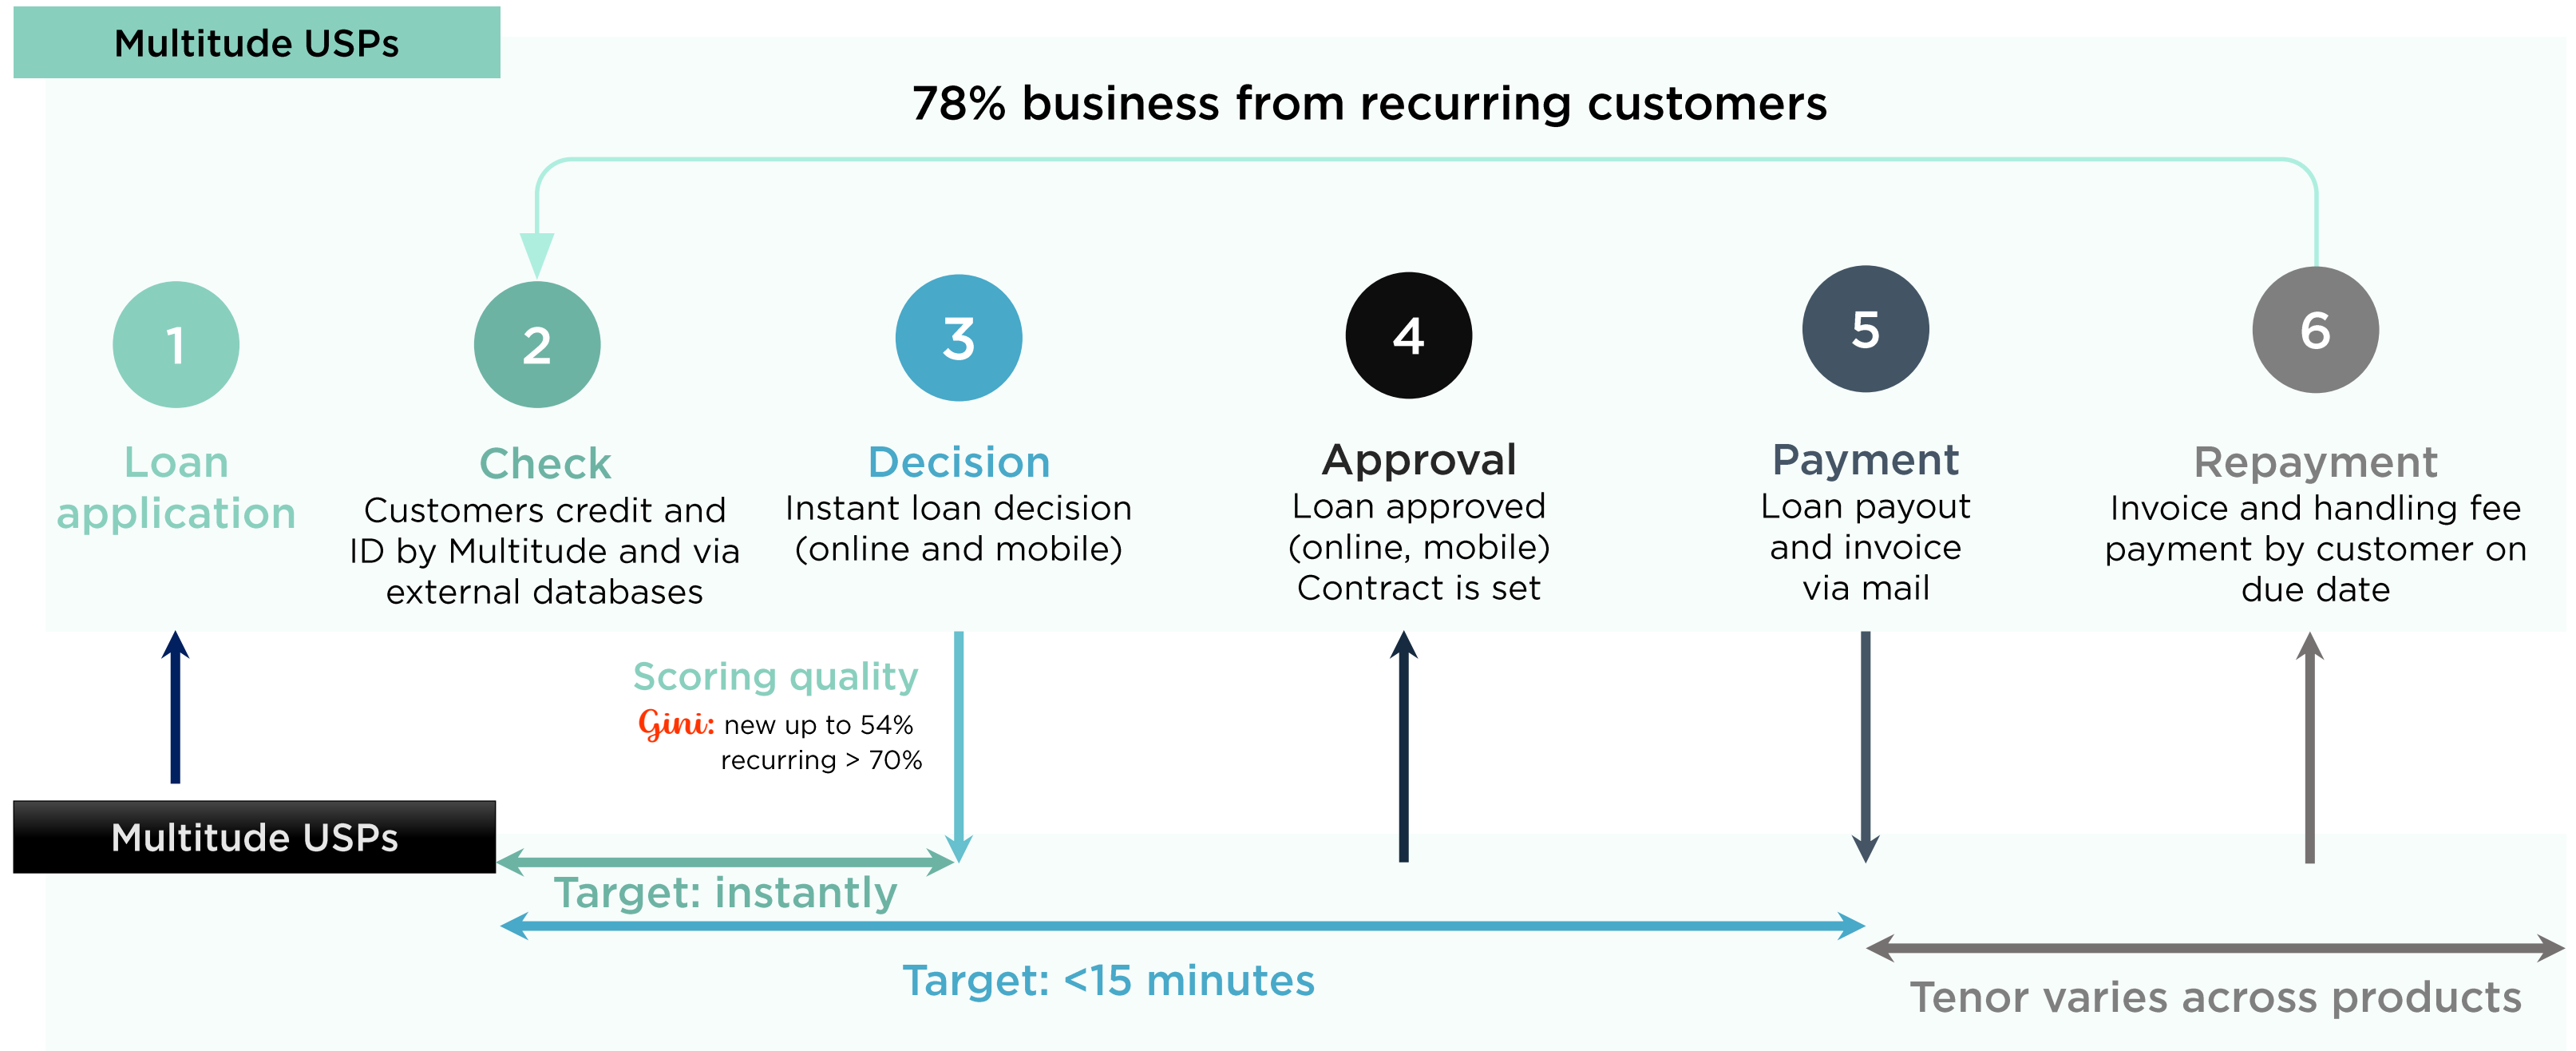 Multitude USPs
78% business from recurring customers
1
Loan
application
2
Check
Customers credit and
ID by Multitude and via
external databases
3
Decision
Instant loan decision
(online and mobile)
4
Approval
Loan approved
(online, mobile)
Contract is set
5
Payment
Loan payout
and invoice
via mail
6
Repayment
Invoice and handling fee
payment by customer on
due date
Scoring quality
Gini: new up to 54%
recurring > 70%
Multitude USPs
Target: instantly
Target: <15 minutes
Tenor varies across products